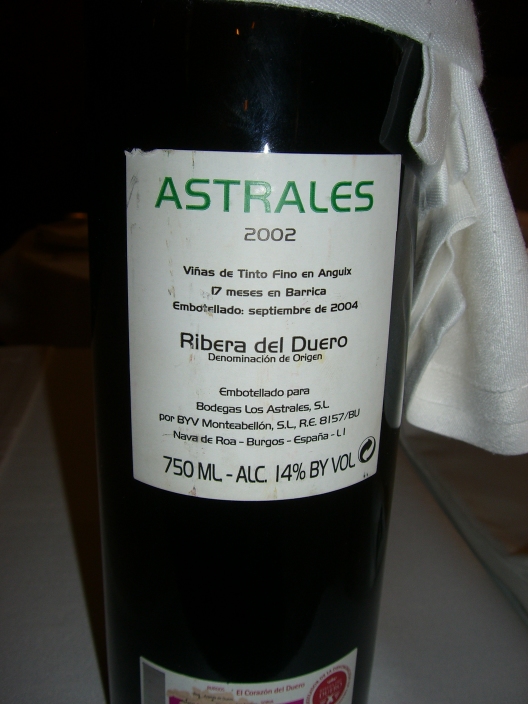 ASTRALES
2002
Viñas de Tinto Fino en Anguix
17 meses en Barrica
Embotellado: septiembre de 2004
Ribera del Duero
Denominación de Origen
Embotellado para
Bodegas Los Astrales, S.L
por BYV Monteabellón, S.L, R.E. 8157/BU
Nava de Roa - Burgos - España - L 1
750 ML - ALC. 14% BY VOL
El Corazón del Duero